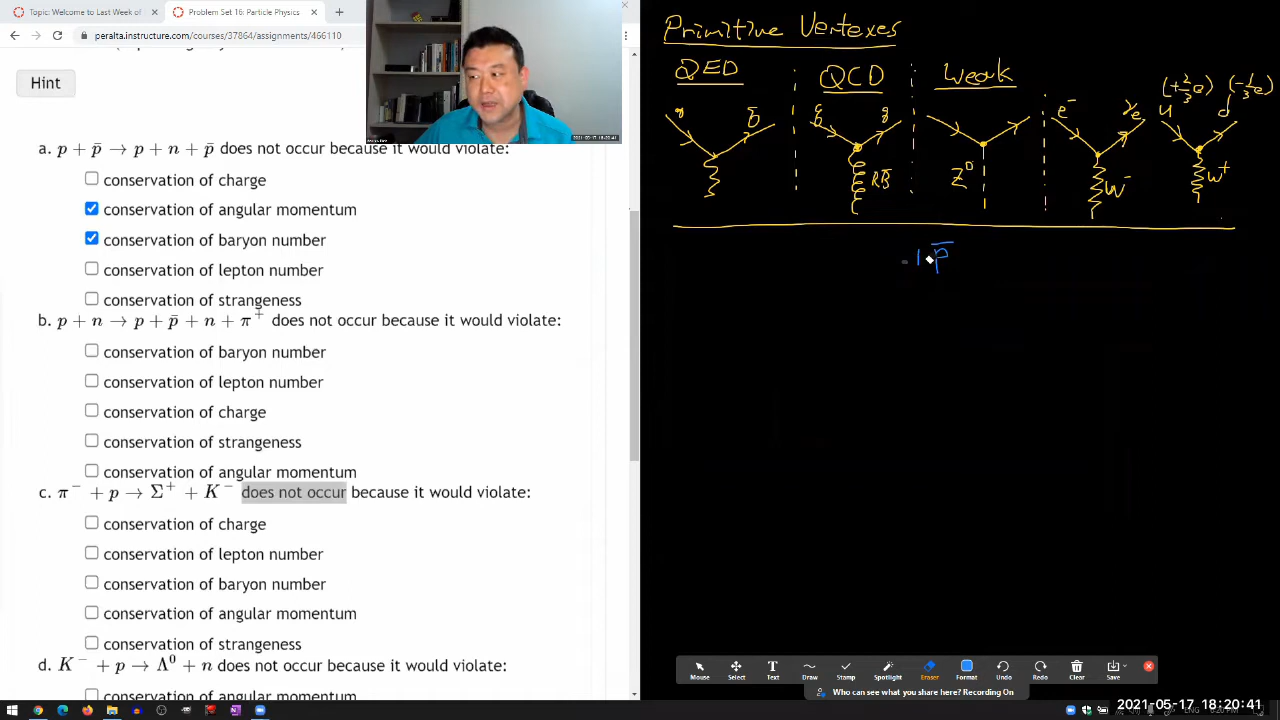 Topic: Welcome to Last Week of
Problem Set 16: Particle Physics
peraltainstructure.com/courses/37864/assignments/466110
Hint
a. p + p̄ → p + n + p̄ does not occur because it would violate:
conservation of charge
conservation of angular momentum
conservation of baryon number
conservation of lepton number
conservation of strangeness
b. p + n → p + p̄ + n + π⁺ does not occur because it would violate:
conservation of baryon number
conservation of lepton number
conservation of charge
conservation of strangeness
conservation of angular momentum
c. π⁻ + p → Σ⁺ + K⁻ does not occur because it would violate:
conservation of charge
conservation of lepton number
conservation of baryon number
conservation of angular momentum
conservation of strangeness
d. K⁻ + p → Λ⁰ + n does not occur because it would violate:
conservation of angular momentum
Primitive Vertexes
QED
QCD
Weak
(+2/3 e) (-1/3 e)
e⁻ νe u d
RB̄
Z⁰
W⁻
W⁺
p̄
Mouse Select Text Draw Stamp Spotlight Eraser Format Undo Redo Clear Save
Who can see what you share here? Recording On
2021-05-17 18:20:41